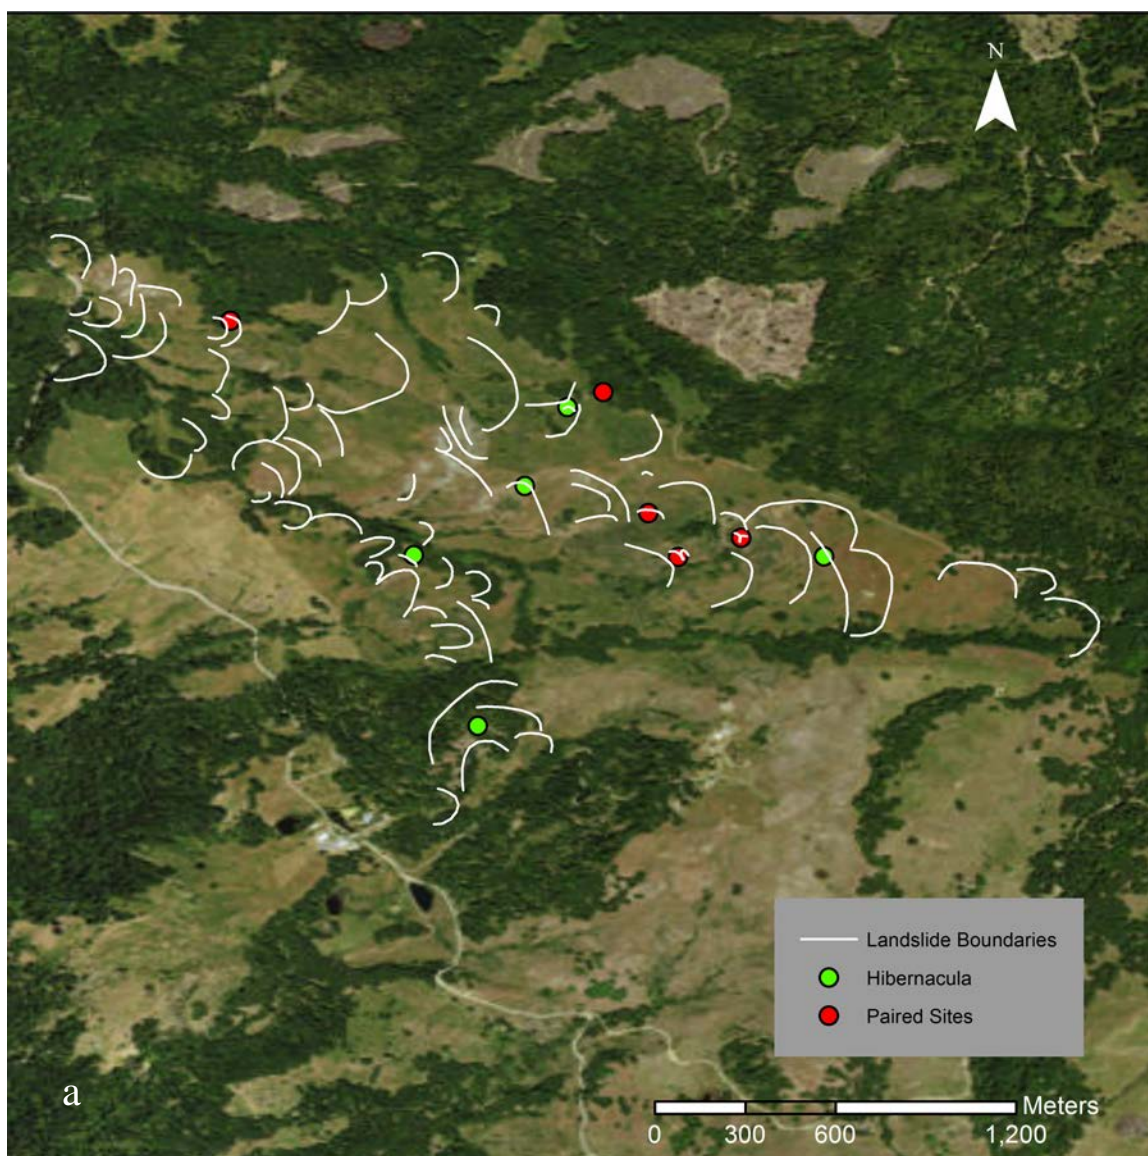 N
Landslide Boundaries
Hibernacula
Paired Sites
a
Meters
0 300 600 1,200